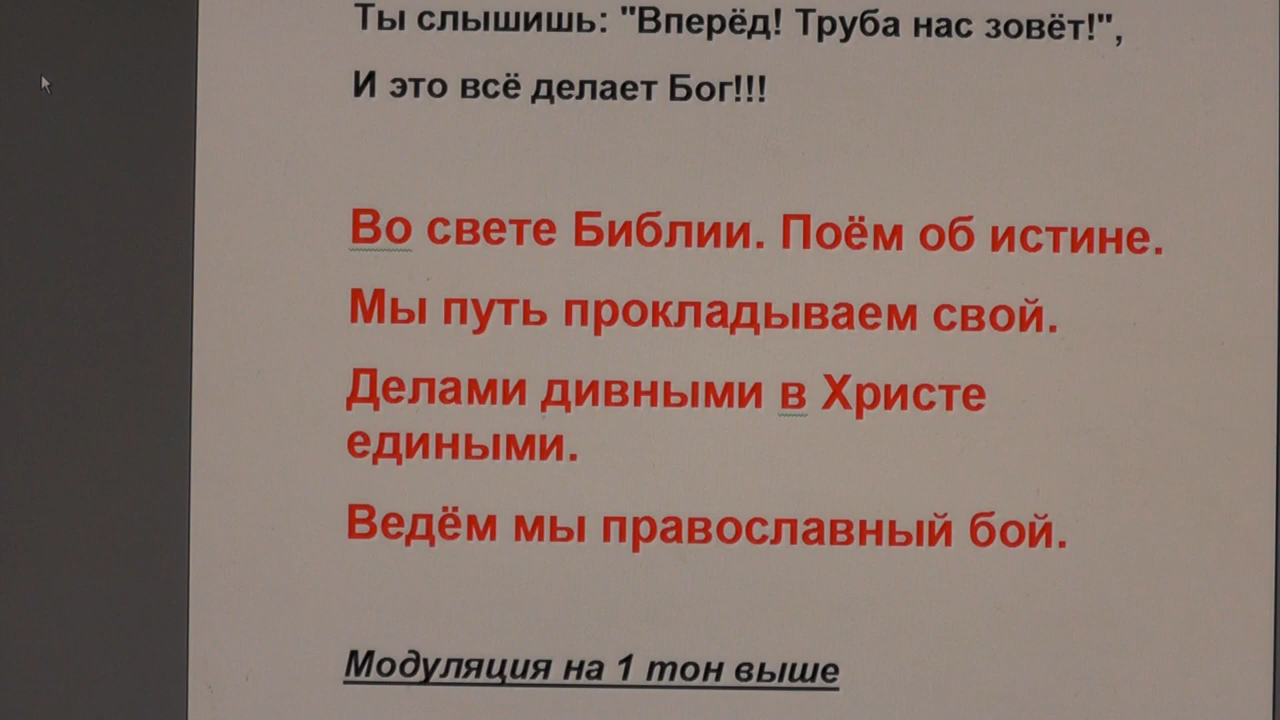 Ты слышишь: "Вперёд! Труба нас зовёт!",
И это всё делает Бог!!!
Во свете Библии. Поём об истине.
Мы путь прокладываем свой.
Делами дивными в Христе
едиными.
Ведём мы православный бой.
Модуляция на 1 тон выше